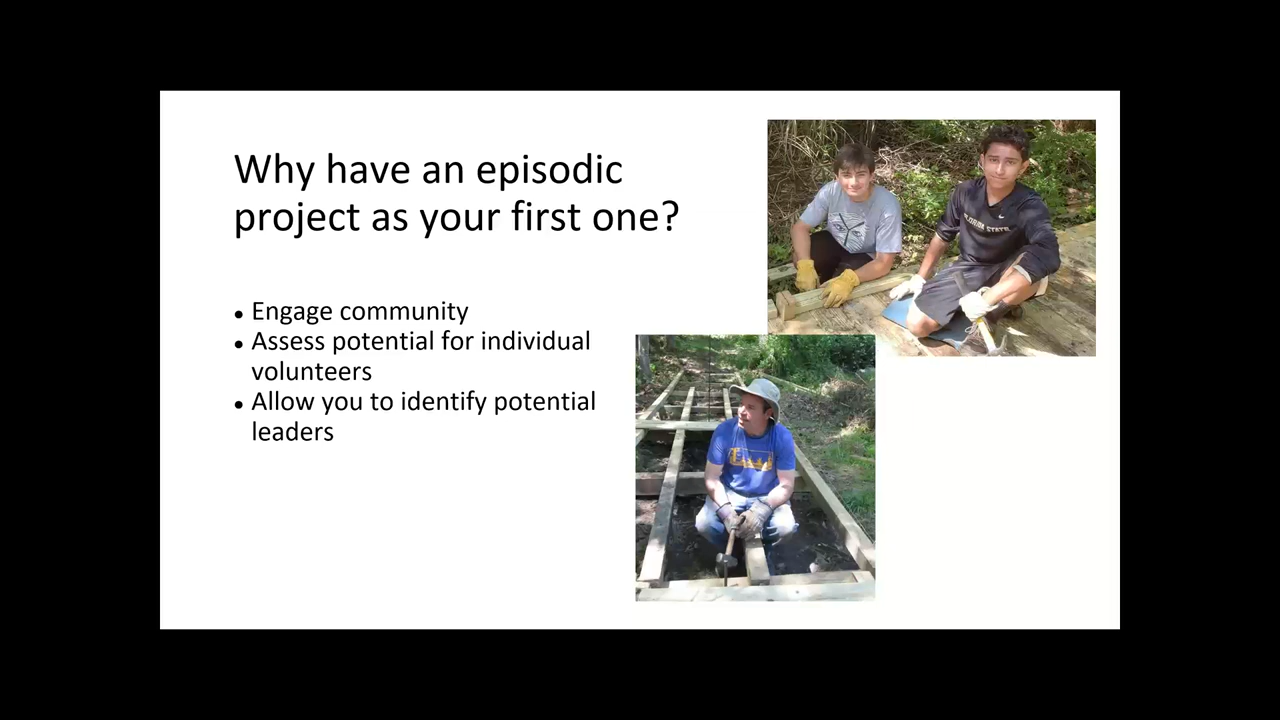 Why have an episodic
project as your first one?
• Engage community
• Assess potential for individual
volunteers
• Allow you to identify potential
leaders